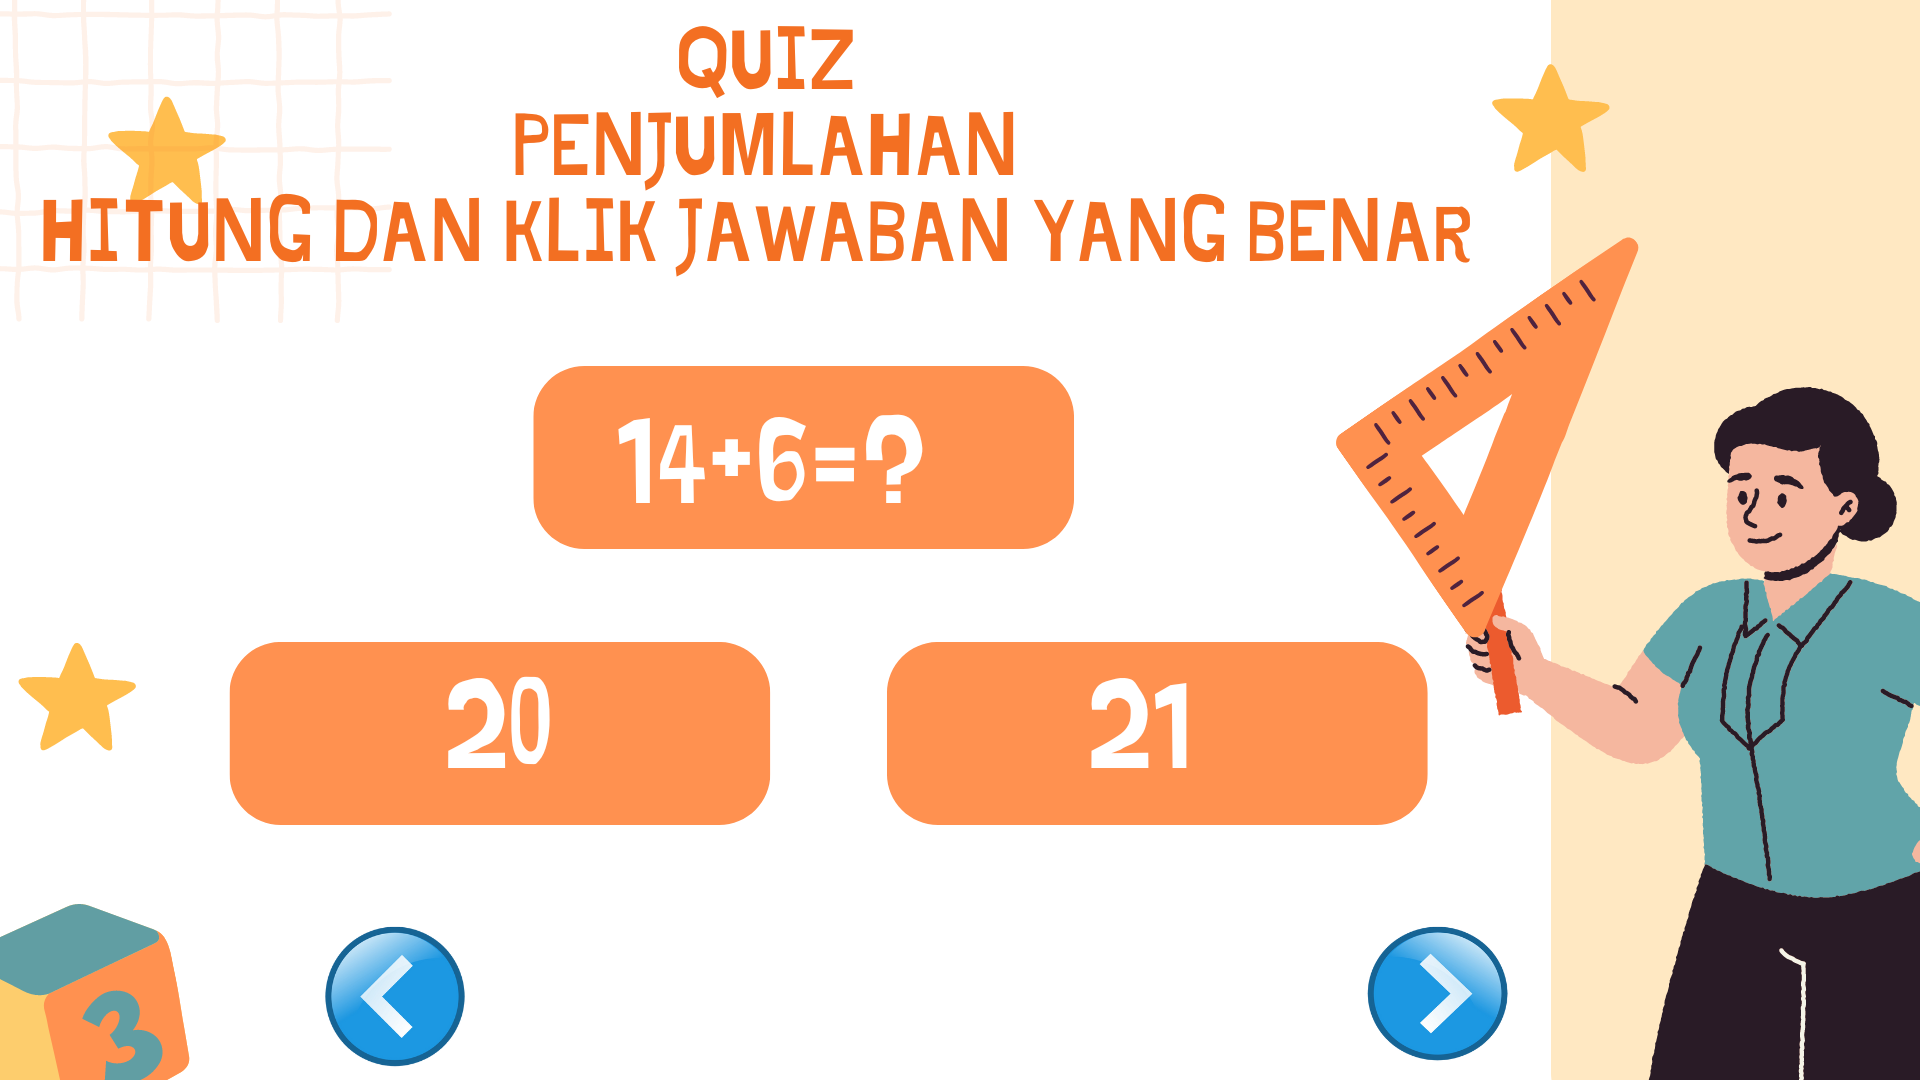 QUIZ
PENJUMLAHAN
HITUNG DAN KLIK JAWABAN YANG BENAR
14+6=?
20
21
3